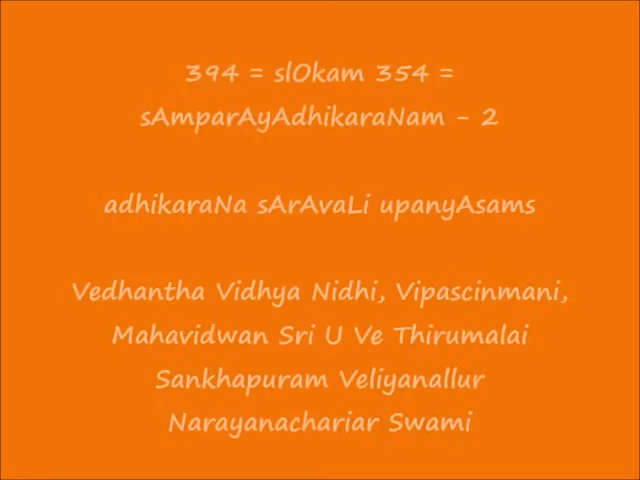 394 = slOkam 354 =
sAmparAyAdhikaraNam - 2
adhikaraNa sArAvaLi upanyAsams
Vedhantha Vidhya Nidhi, Vipascinmani,
Mahavidwan Sri U Ve Thirumalai
Sankhapuram Veliyanallur
Narayanachariar Swami